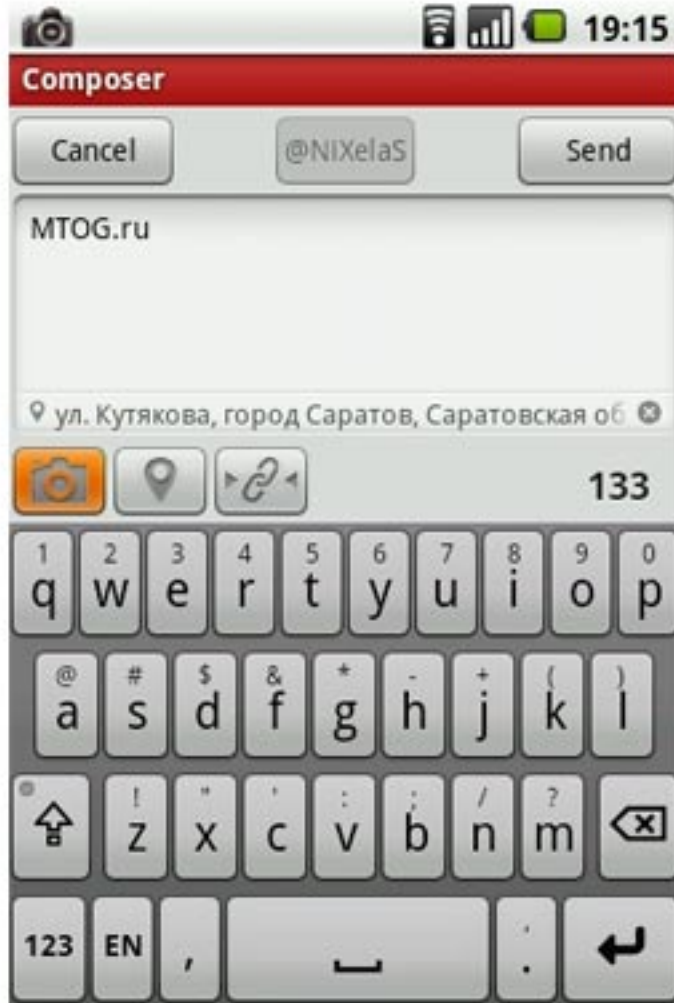 19:15
Composer
Cancel @NIXelaS Send
MTOG.ru
ул. Кутякова, город Саратов, Саратовская об
133
1 2 3 4 5 6 7 8 9 0
q w e r t y u i o p
@ # $ & * - + ( )
a s d f g h j k l
! " ' : ; / ?
z x c v b n m
123 EN , .